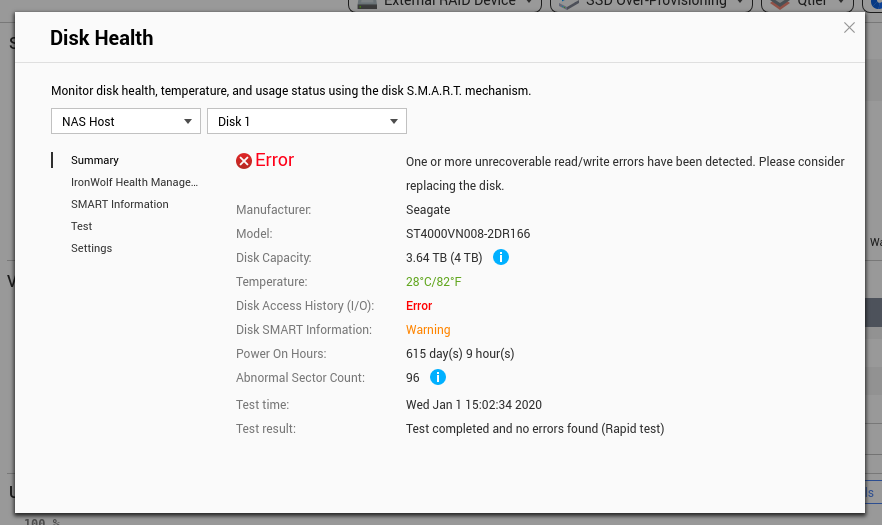 External RAID Device
SSD Over-Provisioning
Qtier
Disk Health
Monitor disk health, temperature, and usage status using the disk S.M.A.R.T. mechanism.
NAS Host
Disk 1
Summary
IronWolf Health Manage...
SMART Information
Test
Settings
Error
One or more unrecoverable read/write errors have been detected. Please consider
replacing the disk.
Manufacturer: Seagate
Model: ST4000VN008-2DR166
Disk Capacity: 3.64 TB (4 TB)
Temperature: 28°C/82°F
Disk Access History (I/O): Error
Disk SMART Information: Warning
Power On Hours: 615 day(s) 9 hour(s)
Abnormal Sector Count: 96
Test time: Wed Jan 1 15:02:34 2020
Test result: Test completed and no errors found (Rapid test)
100 %